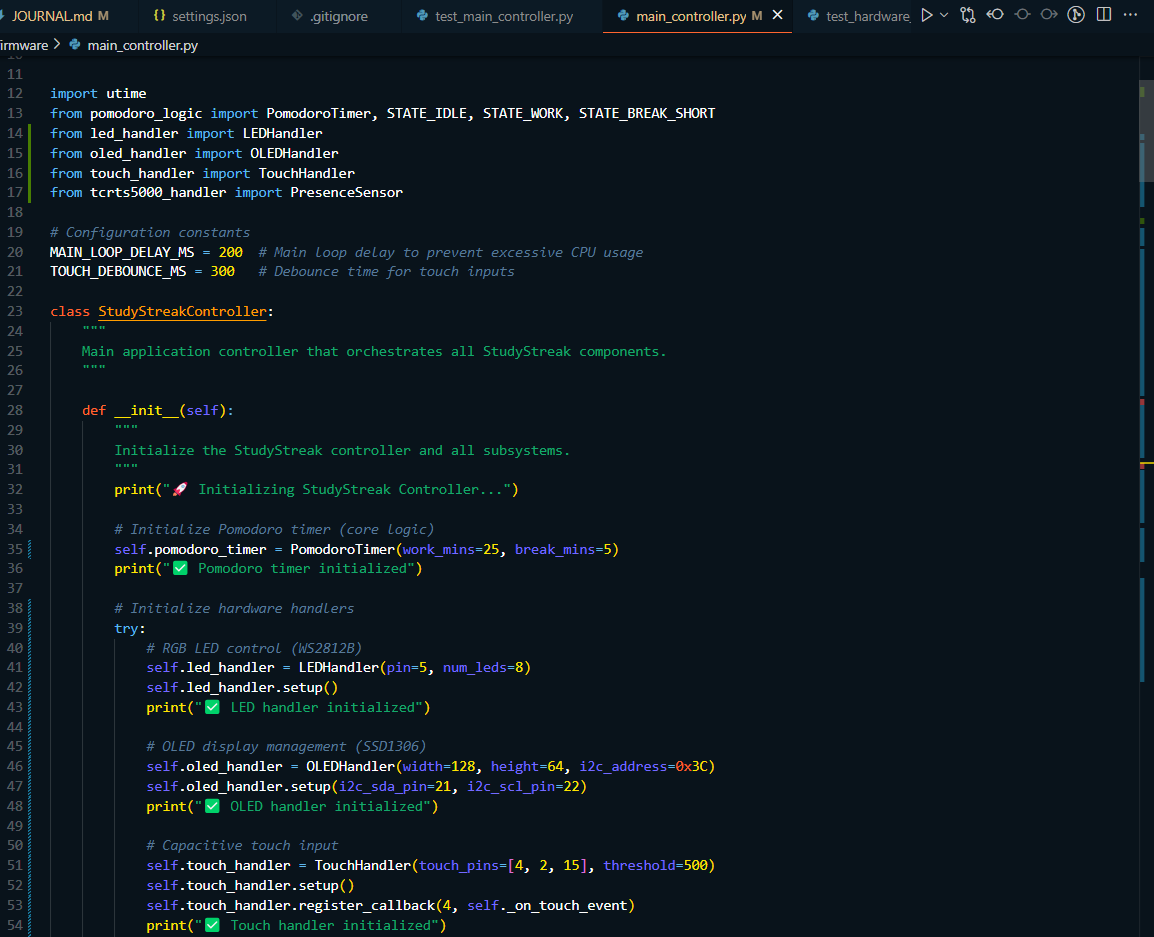 JOURNAL.md M
{} settings.json
.gitignore
test_main_controller.py
main_controller.py M
test_hardware_
irmware > main_controller.py
11
12 import utime
13 from pomodoro_logic import PomodoroTimer, STATE_IDLE, STATE_WORK, STATE_BREAK_SHORT
14 from led_handler import LEDHandler
15 from oled_handler import OLEDHandler
16 from touch_handler import TouchHandler
17 from tcrts5000_handler import PresenceSensor
18
19 # Configuration constants
20 MAIN_LOOP_DELAY_MS = 200  # Main loop delay to prevent excessive CPU usage
21 TOUCH_DEBOUNCE_MS = 300   # Debounce time for touch inputs
22
23 class StudyStreakController:
24     """
25     Main application controller that orchestrates all StudyStreak components.
26     """
27
28     def __init__(self):
29         """
30         Initialize the StudyStreak controller and all subsystems.
31         """
32         print("🚀 Initializing StudyStreak Controller...")
33
34         # Initialize Pomodoro timer (core logic)
35         self.pomodoro_timer = PomodoroTimer(work_mins=25, break_mins=5)
36         print("✅ Pomodoro timer initialized")
37
38         # Initialize hardware handlers
39         try:
40             # RGB LED control (WS2812B)
41             self.led_handler = LEDHandler(pin=5, num_leds=8)
42             self.led_handler.setup()
43             print("✅ LED handler initialized")
44
45             # OLED display management (SSD1306)
46             self.oled_handler = OLEDHandler(width=128, height=64, i2c_address=0x3C)
47             self.oled_handler.setup(i2c_sda_pin=21, i2c_scl_pin=22)
48             print("✅ OLED handler initialized")
49
50             # Capacitive touch input
51             self.touch_handler = TouchHandler(touch_pins=[4, 2, 15], threshold=500)
52             self.touch_handler.setup()
53             self.touch_handler.register_callback(4, self._on_touch_event)
54             print("✅ Touch handler initialized")